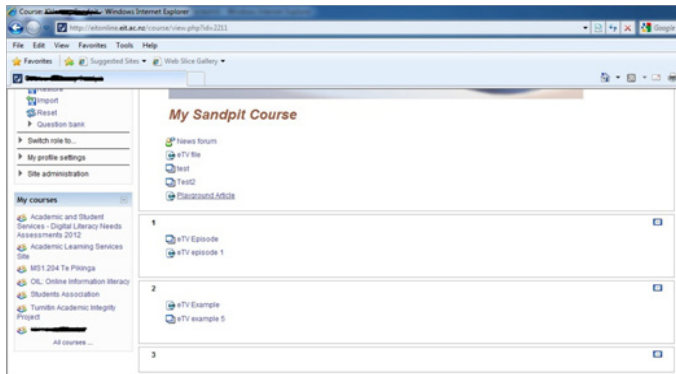 Course: Windows Internet Explorer
http://eitonline.eit.ac.nz/course/view.php?id=2211
Google
File Edit View Favorites Tools Help
Favorites Suggested Sites Web Slice Gallery
Restore
Import
Reset
Question bank
Switch role to...
My profile settings
Site administration
My courses
Academic and Student
Services - Digital Literacy Needs
Assessments 2012
Academic Learning Services
Site
MS1.204 Te Pikinga
OIL: Online Information literacy
Students Association
Turnitin Academic Integrity
Project
All courses ...
My Sandpit Course
News forum
eTV file
test
Test2
Playground Article
1
eTV Episode
eTV episode 1
2
eTV Example
eTV example 5
3